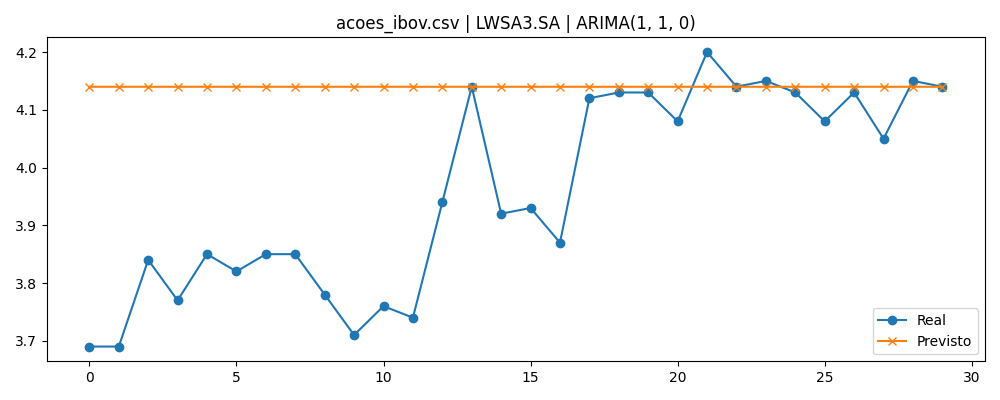 acoes_ibov.csv | LWSA3.SA | ARIMA(1, 1, 0)
4.2
4.1
4.0
3.9
3.8
3.7
Real
Previsto
0 5 10 15 20 25 30